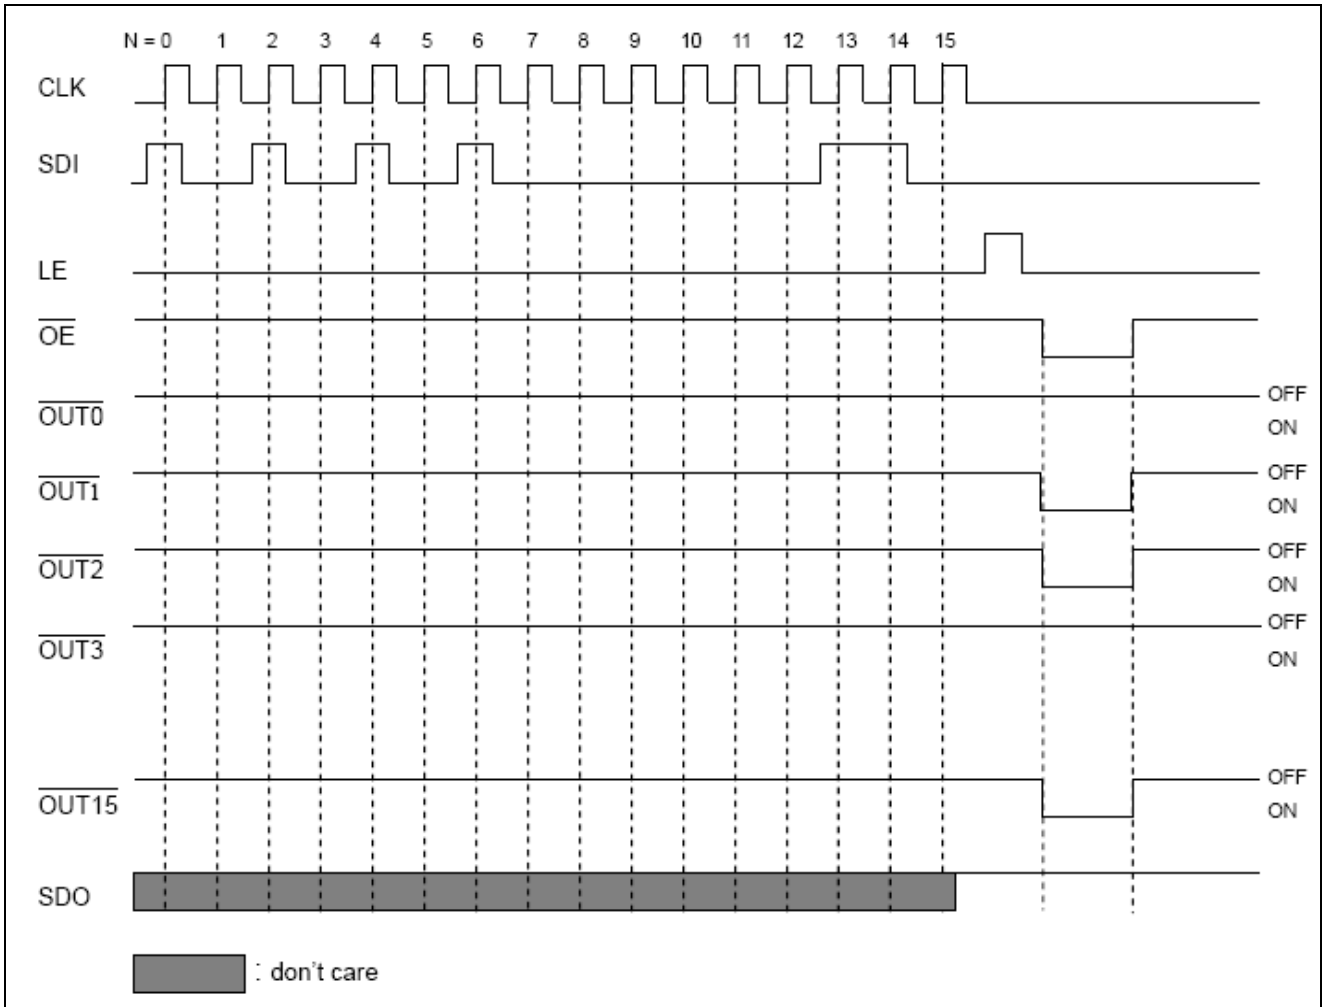 N = 0 1 2 3 4 5 6 7 8 9 10 11 12 13 14 15
CLK
SDI
LE
OE
OFF
OUT0
ON
OFF
OUT1
ON
OFF
OUT2
ON
OFF
OUT3
ON
OFF
OUT15
ON
SDO
: don't care